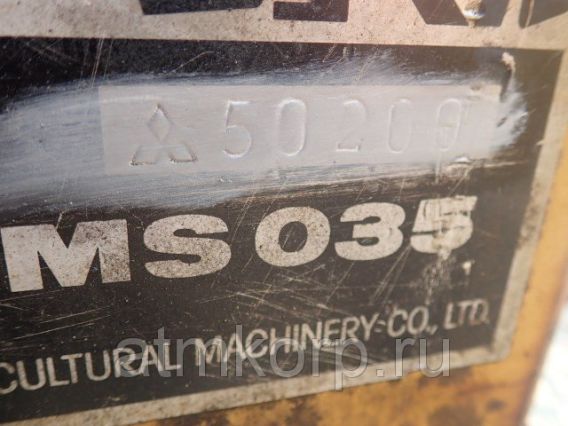 50209
MS035
CULTURAL MACHINERY CO., LTD.
atmkorp.ru